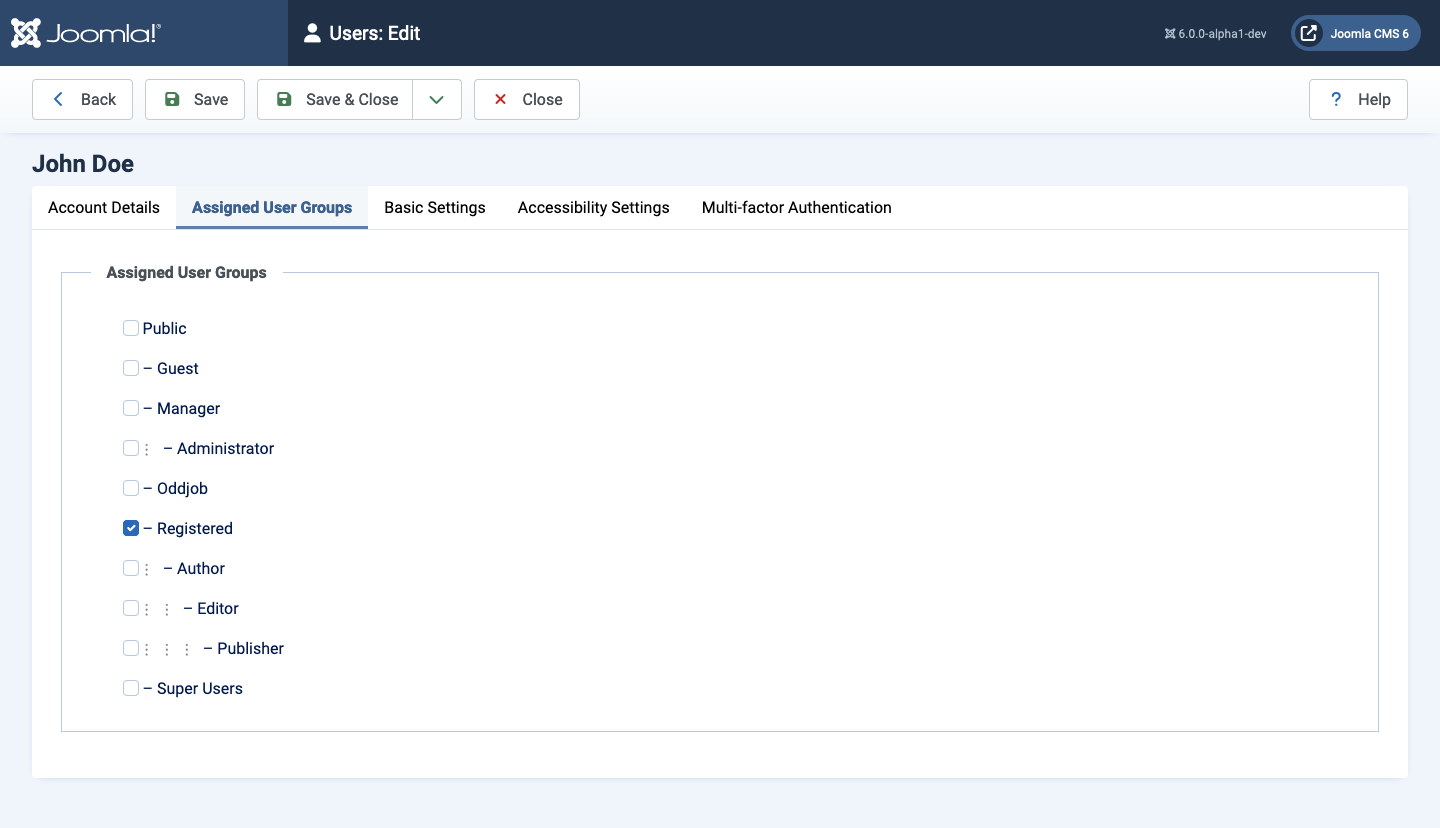 Joomla!®
Users: Edit
6.0.0-alpha1-dev
Joomla CMS 6
Back
Save
Save & Close
Close
? Help
John Doe
Account Details
Assigned User Groups
Basic Settings
Accessibility Settings
Multi-factor Authentication
Assigned User Groups
Public
– Guest
– Manager
⋮ – Administrator
– Oddjob
– Registered
⋮ – Author
⋮ ⋮ – Editor
⋮ ⋮ ⋮ – Publisher
– Super Users